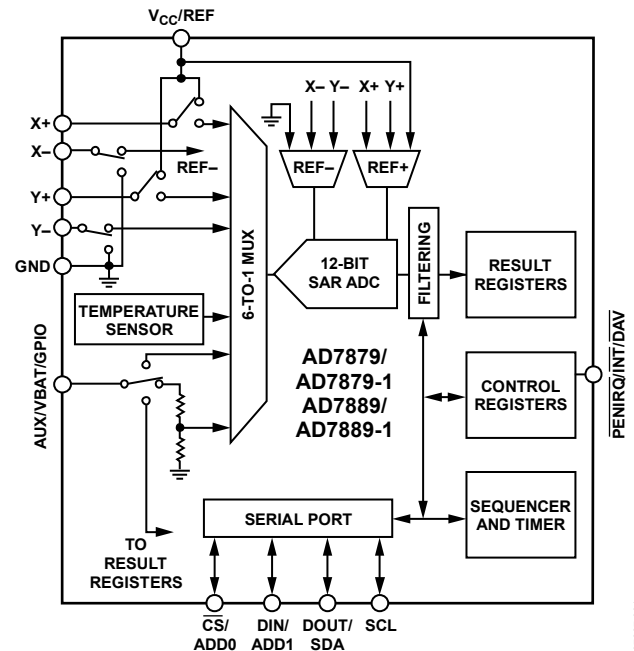 VCC/REF
X– Y– X+ Y+
X+
X–
REF–
REF– REF+
Y+
Y–
GND
6-TO-1 MUX
12-BIT
SAR ADC
FILTERING
RESULT
REGISTERS
TEMPERATURE
SENSOR
AUX/VBAT/GPIO
AD7879/
AD7879-1
AD7889/
AD7889-1
CONTROL
REGISTERS
PENIRQ/INT/DAV
SEQUENCER
AND TIMER
SERIAL PORT
TO
RESULT
REGISTERS
CS/
ADD0
DIN/
ADD1
DOUT/
SDA
SCL